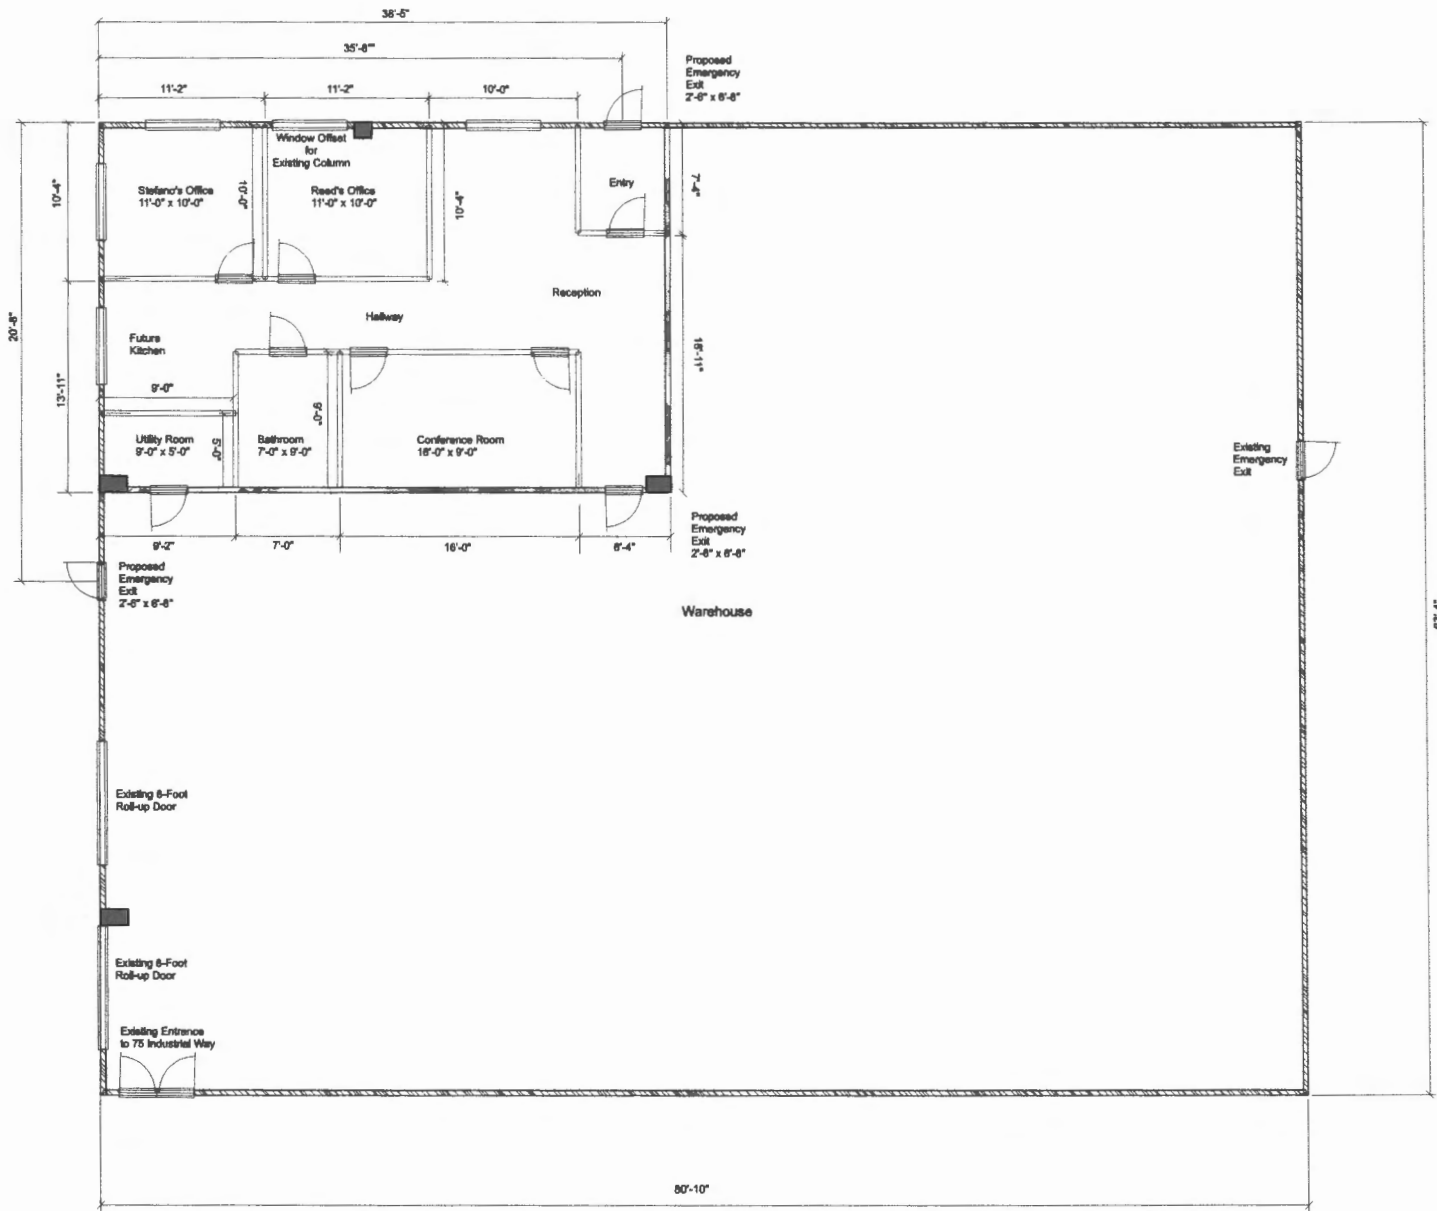 38'-5"
35'-8""
11'-2"
11'-2"
10'-0"
Proposed
Emergency
Exit
2'-6" x 6'-8"
Window Offset
for
Existing Column
Stefano's Office
11'-0" x 10'-0"
10'-0"
Reed's Office
11'-0" x 10'-0"
10'-4"
10'-4"
Entry
7'-4"
Reception
Hallway
20'-8"
Future
Kitchen
9'-0"
13'-11"
16'-11"
Utility Room
9'-0" x 5'-0"
5'-0"
Bathroom
7'-0" x 9'-0"
9'-0"
Conference Room
16'-0" x 9'-0"
Existing
Emergency
Exit
Proposed
Emergency
Exit
2'-6" x 6'-8"
9'-2"
7'-0"
16'-0"
6'-4"
Proposed
Emergency
Exit
2'-6" x 6'-8"
Warehouse
Existing 8-Foot
Roll-up Door
Existing 8-Foot
Roll-up Door
Existing Entrance
to 75 Industrial Way
80'-10"